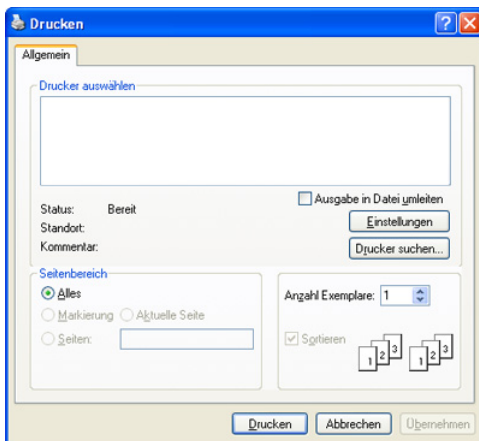 Drucken
Allgemein
Drucker auswählen
Status: Bereit
Standort:
Kommentar:
Ausgabe in Datei umleiten
Einstellungen
Drucker suchen...
Seitenbereich
Alles
Markierung Aktuelle Seite
Seiten:
Anzahl Exemplare: 1
Sortieren
1 2 3 1 2 3
Drucken Abbrechen Übernehmen